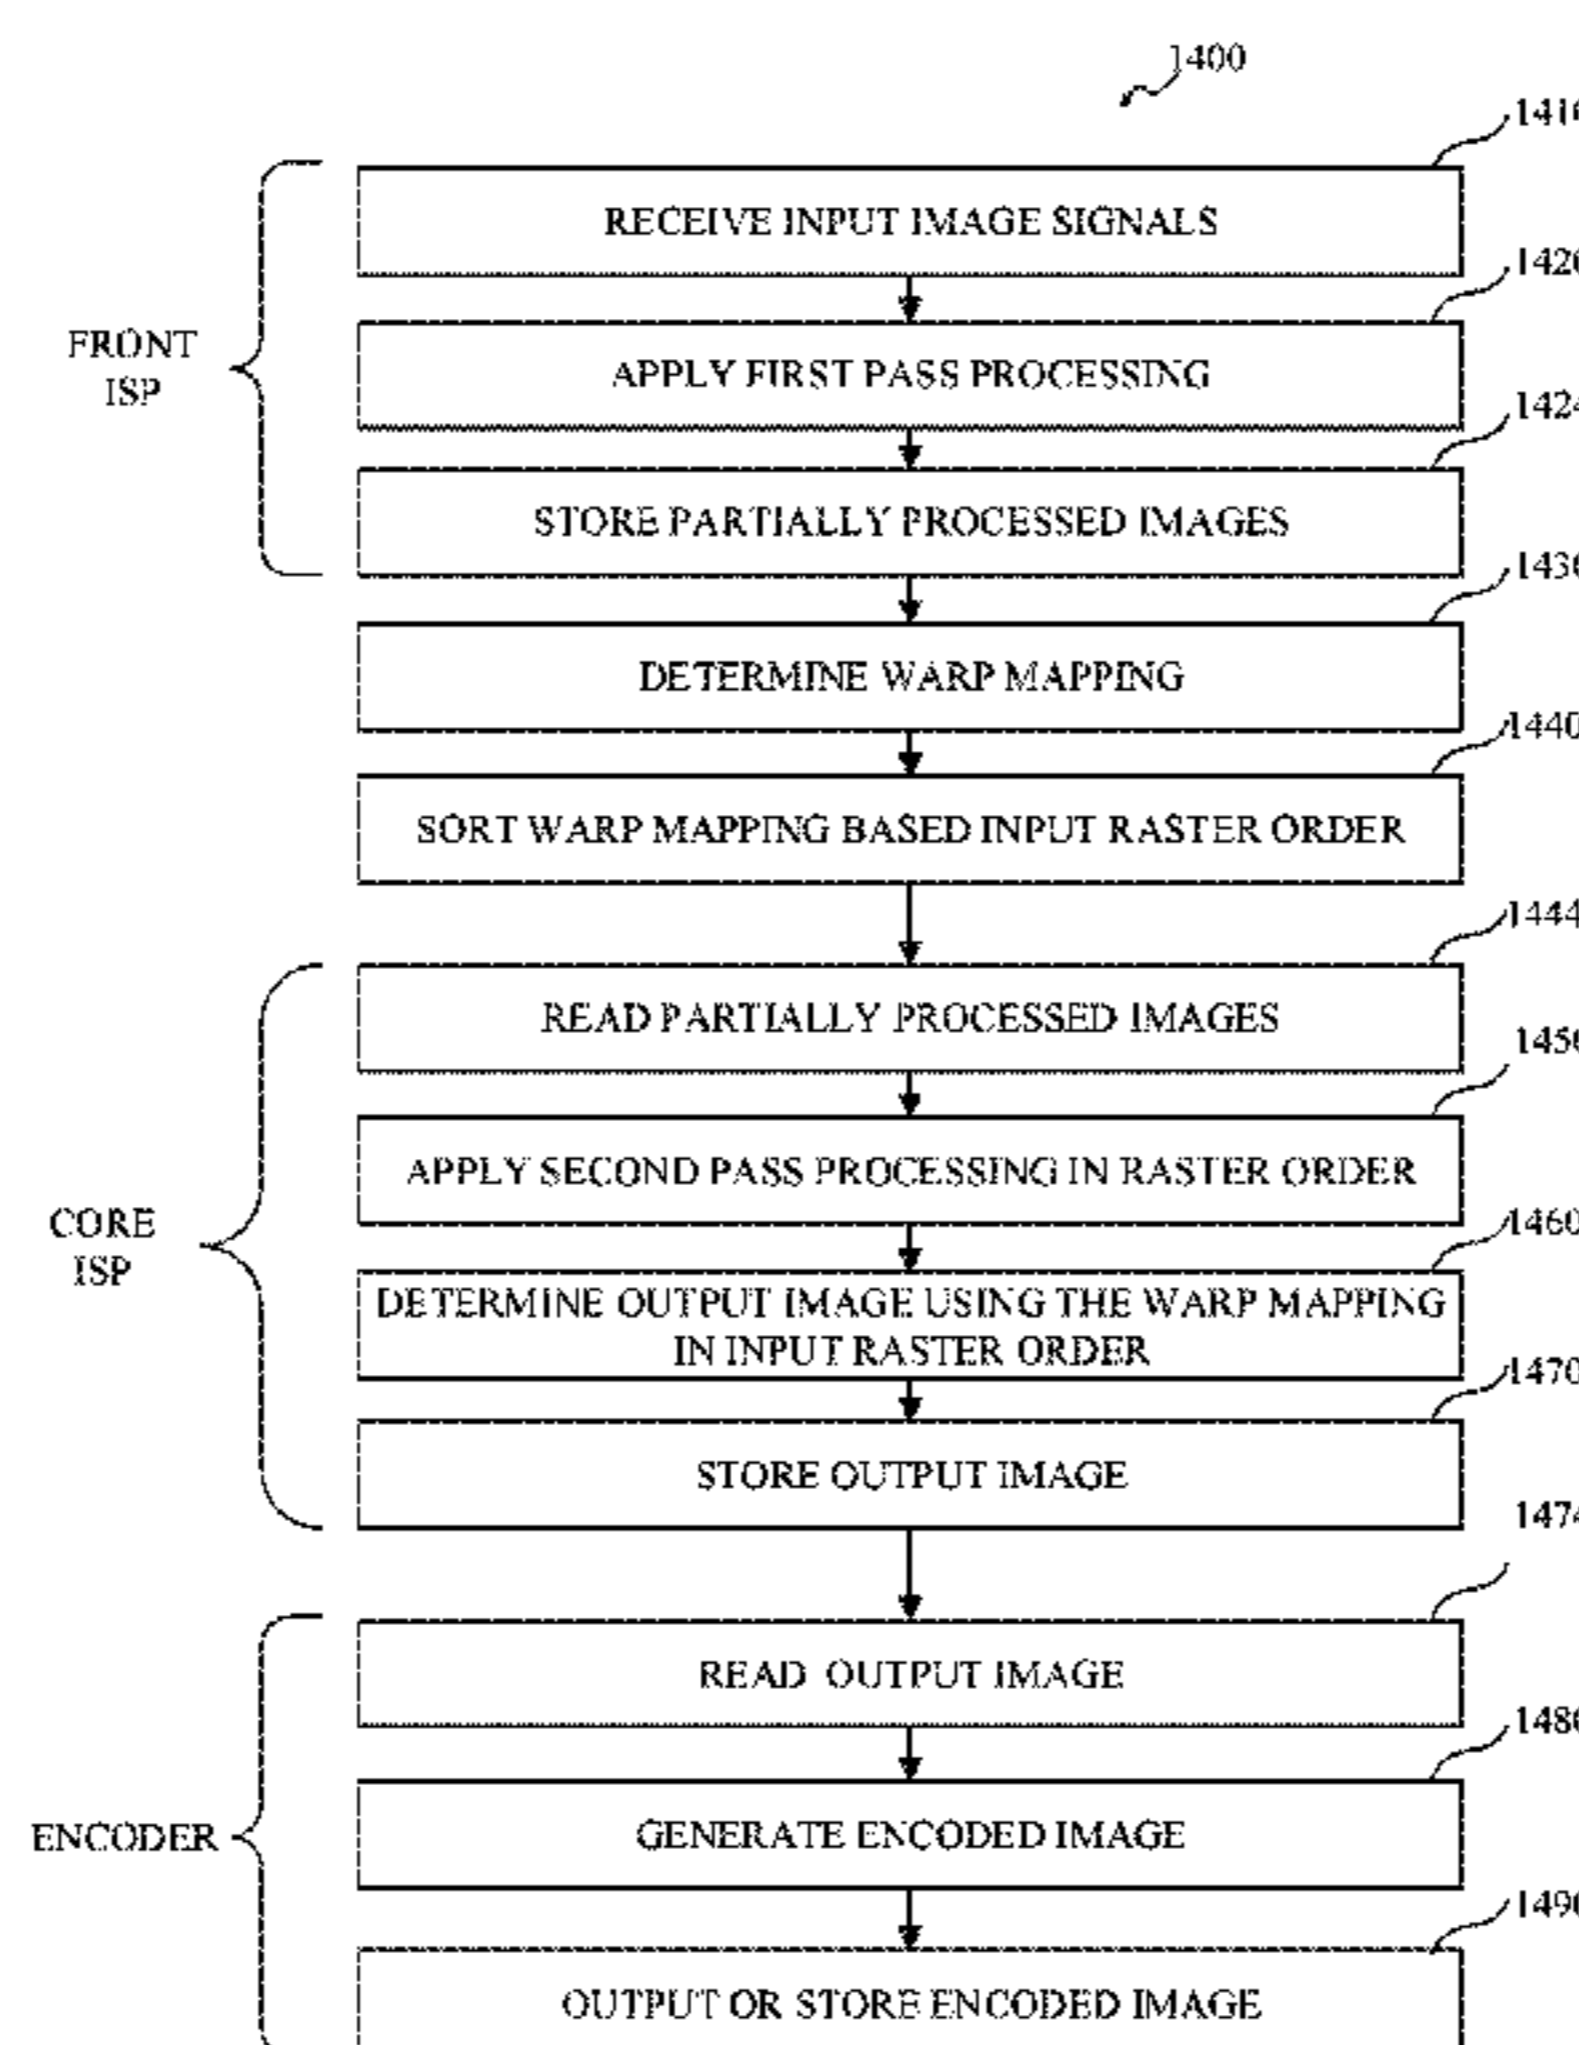 1400
1410
RECEIVE INPUT IMAGE SIGNALS
1420
FRONT
ISP
APPLY FIRST PASS PROCESSING
1424
STORE PARTIALLY PROCESSED IMAGES
1430
DETERMINE WARP MAPPING
1440
SORT WARP MAPPING BASED INPUT RASTER ORDER
1444
READ PARTIALLY PROCESSED IMAGES
1450
APPLY SECOND PASS PROCESSING IN RASTER ORDER
CORE
ISP
1460
DETERMINE OUTPUT IMAGE USING THE WARP MAPPING
IN INPUT RASTER ORDER
1470
STORE OUTPUT IMAGE
1474
READ OUTPUT IMAGE
1480
ENCODER
GENERATE ENCODED IMAGE
1490
OUTPUT OR STORE ENCODED IMAGE